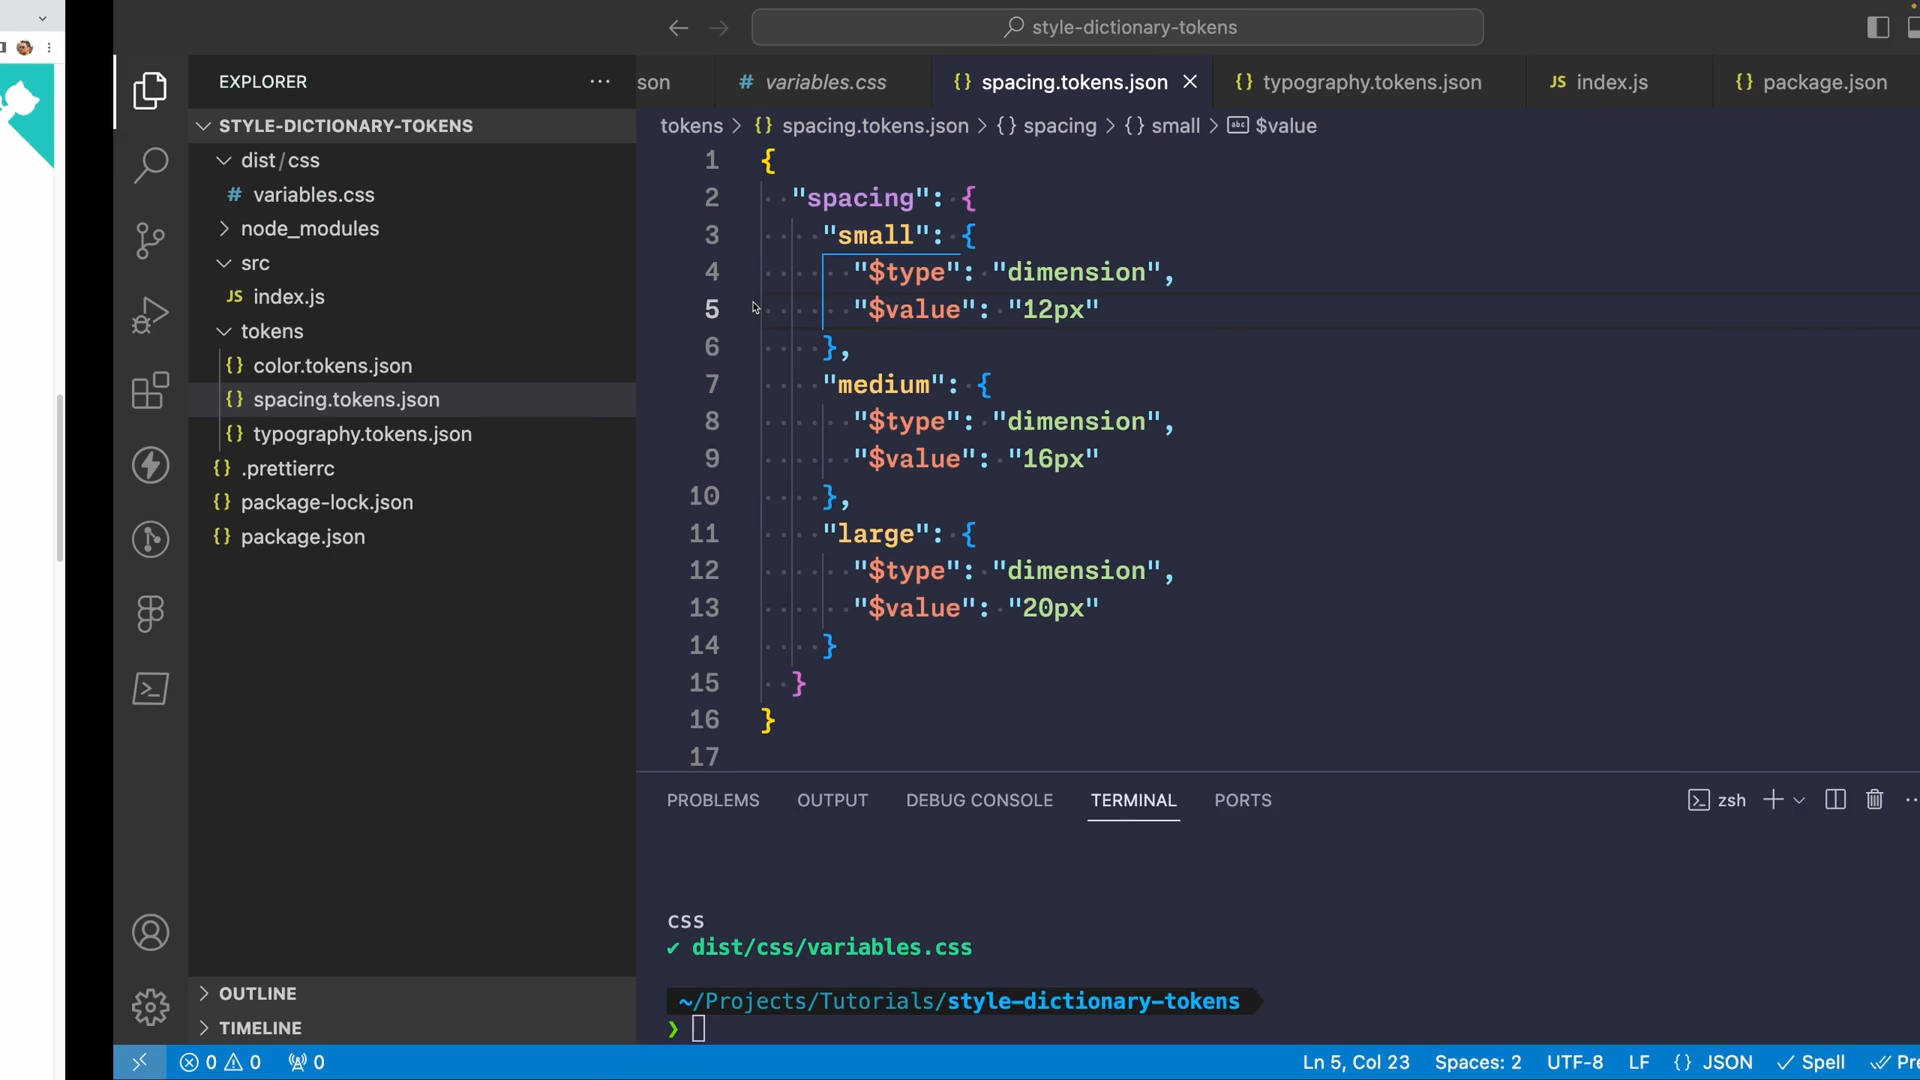 style-dictionary-tokens
EXPLORER
son
# variables.css
{} spacing.tokens.json
{} typography.tokens.json
JS index.js
{} package.json
STYLE-DICTIONARY-TOKENS
dist/css
# variables.css
node_modules
src
JS index.js
tokens
{} color.tokens.json
{} spacing.tokens.json
{} typography.tokens.json
{} .prettierrc
{} package-lock.json
{} package.json
OUTLINE
TIMELINE
tokens > {} spacing.tokens.json > {} spacing > {} small > abc $value
1 {
2 "spacing": {
3 "small": {
4 "$type": "dimension",
5 "$value": "12px"
6 },
7 "medium": {
8 "$type": "dimension",
9 "$value": "16px"
10 },
11 "large": {
12 "$type": "dimension",
13 "$value": "20px"
14 }
15 }
16 }
17
PROBLEMS OUTPUT DEBUG CONSOLE TERMINAL PORTS
zsh
css
✔ dist/css/variables.css
~/Projects/Tutorials/style-dictionary-tokens
❯
0 0 0
Ln 5, Col 23 Spaces: 2 UTF-8 LF {} JSON ✓ Spell Pre